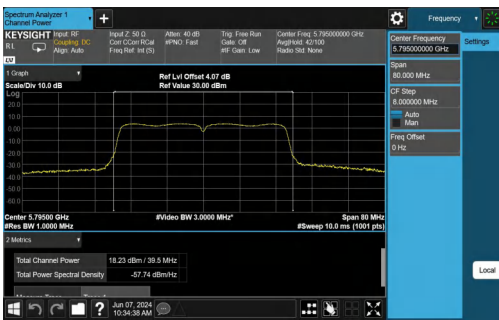 Spectrum Analyzer 1
Channel Power
Frequency
KEYSIGHT
RL
Input: RF
Coupling: DC
Align: Auto
Input Z: 50 Ω
Corr CCorr RCal
Freq Ref: Int (S)
Atten: 40 dB
#PNO: Fast
Trig: Free Run
Gate: Off
#IF Gain: Low
Center Freq: 5.795000000 GHz
Avg|Hold: 42/100
Radio Std: None
LV
Center Frequency
5.795000000 GHz
Settings
Span
80.000 MHz
CF Step
8.000000 MHz
Auto
Man
Freq Offset
0 Hz
1 Graph
Scale/Div 10.0 dB
Ref Lvl Offset 4.07 dB
Ref Value 30.00 dBm
Log
20.0
10.0
0.00
-10.0
-20.0
-30.0
-40.0
-50.0
-60.0
Center 5.79500 GHz
#Res BW 1.0000 MHz
#Video BW 3.0000 MHz*
Span 80 MHz
#Sweep 10.0 ms (1001 pts)
2 Metrics
Total Channel Power 18.23 dBm / 39.5 MHz
Total Power Spectral Density -57.74 dBm/Hz
Local
Jun 07, 2024
10:34:38 AM